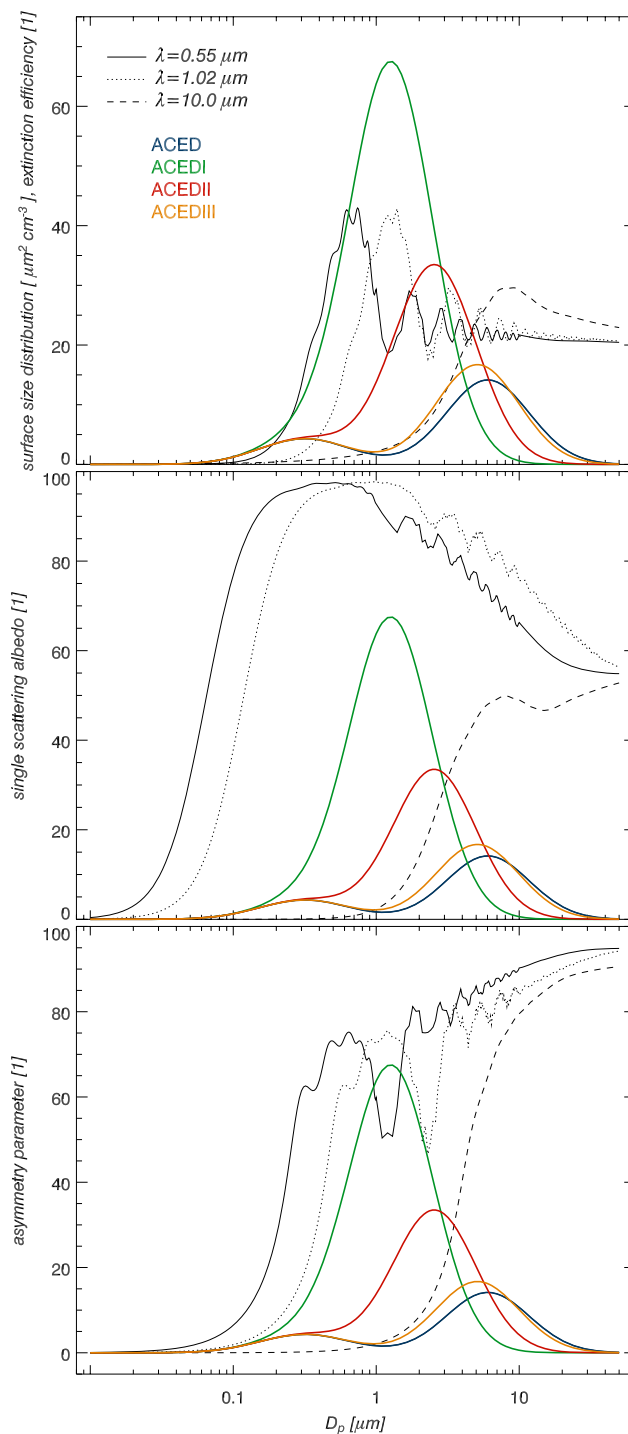 surface size distribution [ μm² cm⁻³ ], extinction efficiency [1]
60
40
20
0
λ=0.55 μm
λ=1.02 μm
λ=10.0 μm
ACED
ACEDI
ACEDII
ACEDIII
single scattering albedo [1]
100
80
60
40
20
0
asymmetry parameter [1]
100
80
60
40
20
0
0.1 1 10
Dₚ [μm]